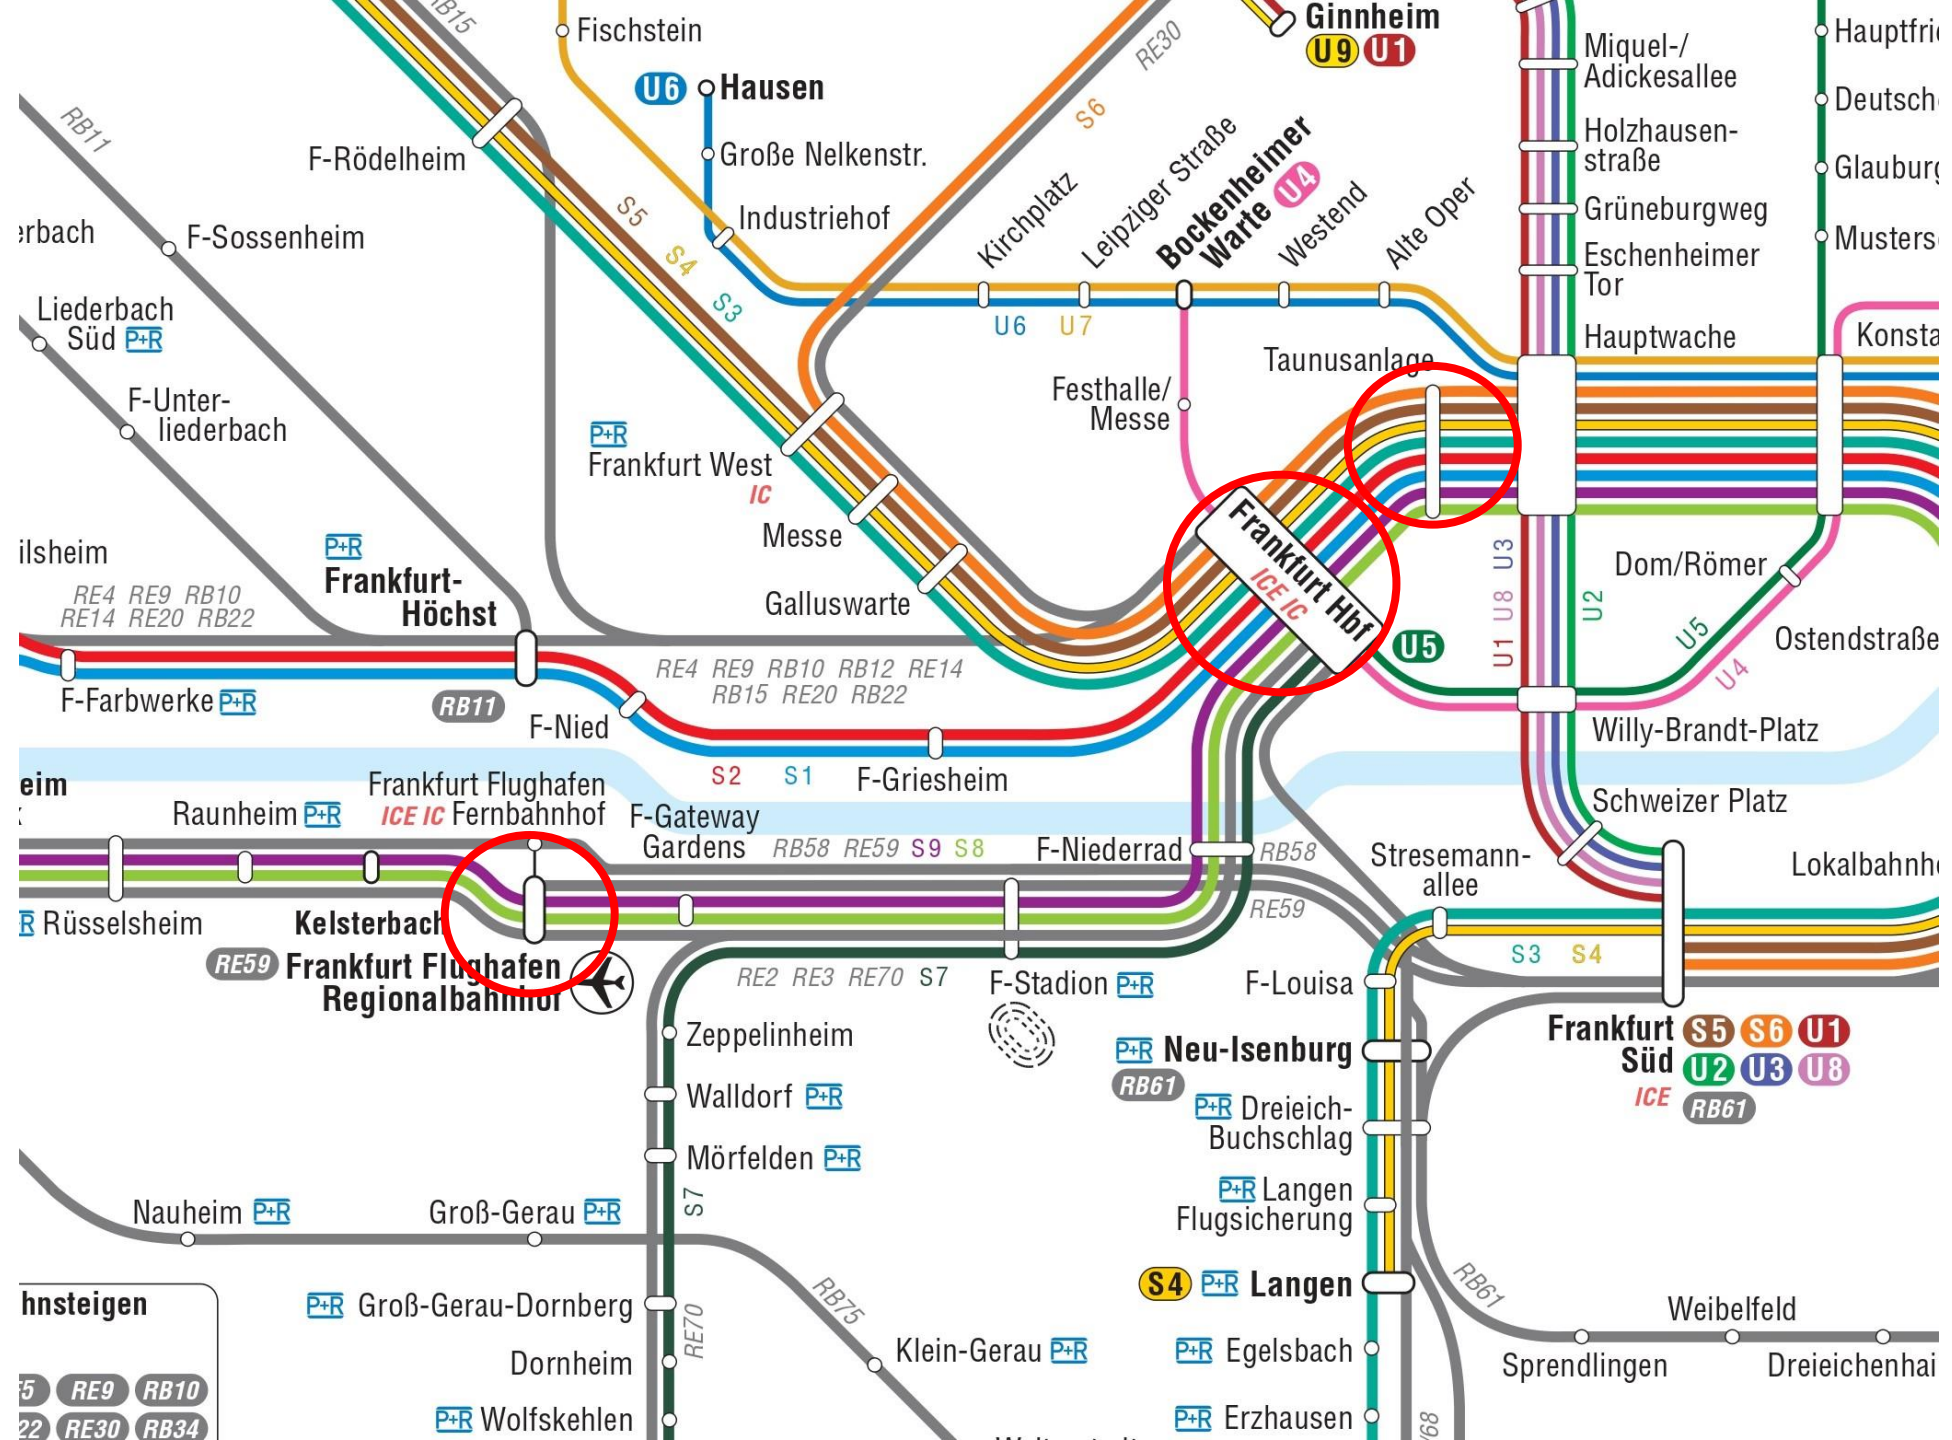 RB15
Fischstein
Ginnheim
U9 U1
RE30
U6 Hausen
Miquel-/
Adickesallee
RB11
S6
Große Nelkenstr.
Holzhausen-
straße
F-Rödelheim
S5
S4
S3
Industriehof
Kirchplatz
Leipziger Straße
Bockenheimer
Warte U4
Westend
Alte Oper
Grüneburgweg
F-Sossenheim
Eschenheimer
Tor
Liederbach
Süd P+R
U6 U7
Hauptwache
Taunusanlage
Festhalle/
Messe
F-Unter-
liederbach
P+R
Frankfurt West
IC
Messe
Frankfurt Hbf
ICE IC
P+R
Frankfurt-
Höchst
RE4 RE9 RB10
RE14 RE20 RB22
Galluswarte
U3
U8
U1
U2
Dom/Römer
U5
U5
U4
Ostendstraße
RE4 RE9 RB10 RB12 RE14
RB15 RE20 RB22
F-Farbwerke P+R
RB11
F-Nied
Willy-Brandt-Platz
S2 S1 F-Griesheim
Frankfurt Flughafen
ICE IC Fernbahnhof
Raunheim P+R
F-Gateway
Gardens
RB58 RE59 S9 S8
F-Niederrad
RB58
Schweizer Platz
Stresemann-
allee
RE59
Rüsselsheim
Kelsterbach
RE59 Frankfurt Flughafen
Regionalbahnhof
RE2 RE3 RE70 S7
F-Stadion P+R
F-Louisa
S3 S4
Zeppelinheim
P+R Neu-Isenburg
RB61
Frankfurt
Süd
ICE
S5 S6 U1
U2 U3 U8
RB61
Walldorf P+R
P+R Dreieich-
Buchschlag
Mörfelden P+R
S7
P+R Langen
Flugsicherung
Nauheim P+R
Groß-Gerau P+R
S4 P+R Langen
RB61
P+R Groß-Gerau-Dornberg
RE70
RB75
Weibelfeld
Klein-Gerau P+R
P+R Egelsbach
Sprendlingen
Dornheim
RE9 RB10
RE30 RB34
P+R Wolfskehlen
P+R Erzhausen